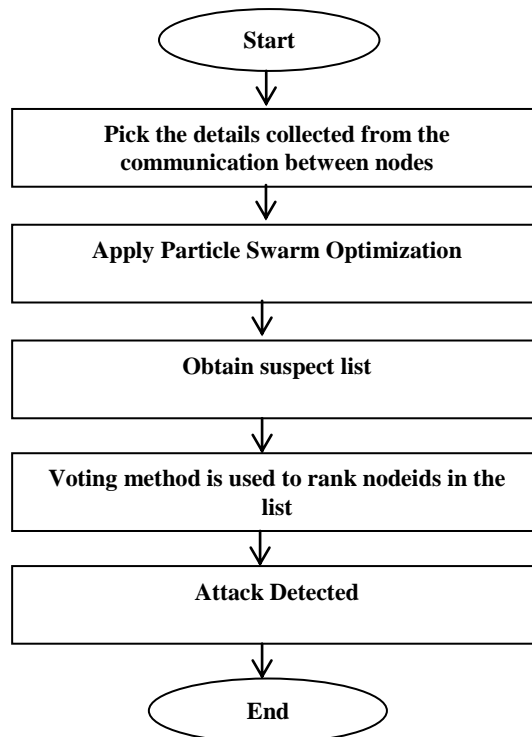 Start
Pick the details collected from the
communication between nodes
Apply Particle Swarm Optimization
Obtain suspect list
Voting method is used to rank nodeids in the
list
Attack Detected
End